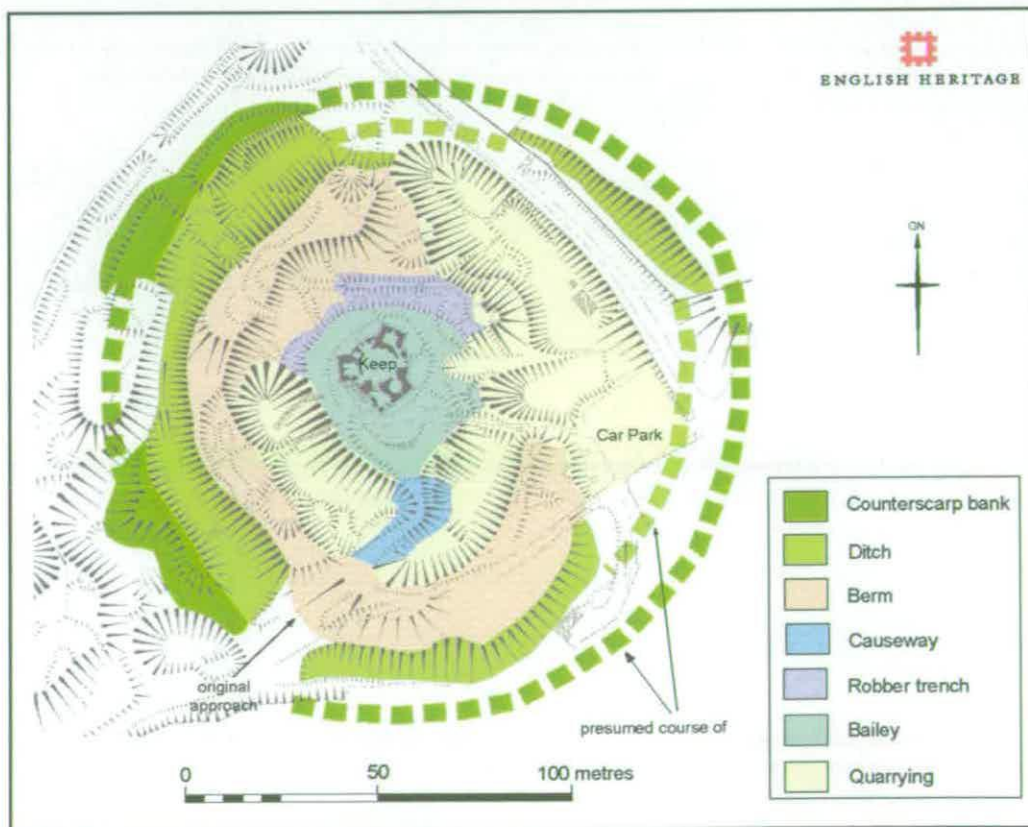 ENGLISH HERITAGE
GN
Keep
Car Park
original
approach
presumed course of
Counterscarp bank
Ditch
Berm
Causeway
Robber trench
Bailey
Quarrying
0 50 100 metres